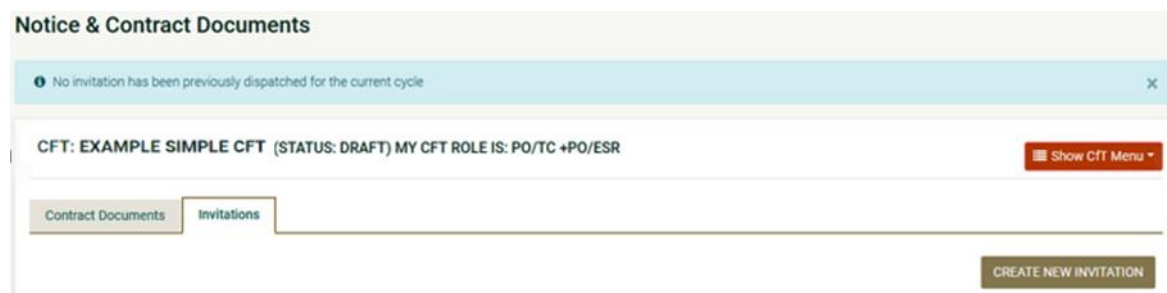 Notice & Contract Documents
No invitation has been previously dispatched for the current cycle
CFT: EXAMPLE SIMPLE CFT (STATUS: DRAFT) MY CFT ROLE IS: PO/TC +PO/ESR
Show CfT Menu
Contract Documents
Invitations
CREATE NEW INVITATION